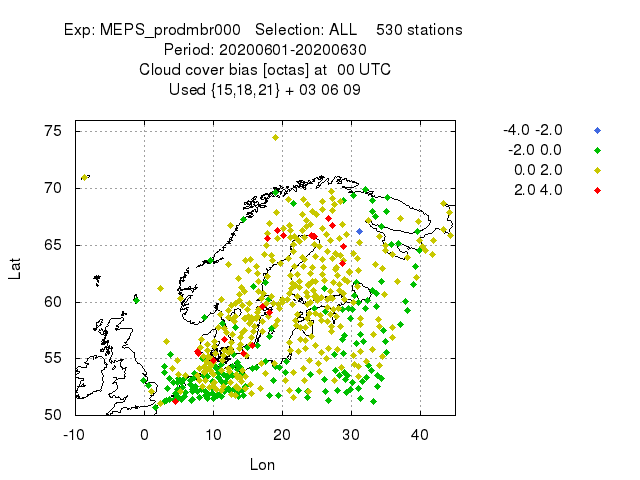 Exp: MEPS_prodmbr000   Selection: ALL    530 stations
Period: 20200601-20200630
Cloud cover bias [octas] at  00 UTC
Used {15,18,21} + 03 06 09
-4.0 -2.0
-2.0 0.0
0.0 2.0
2.0 4.0
75
70
65
60
55
50
Lat
-10 0 10 20 30 40
Lon